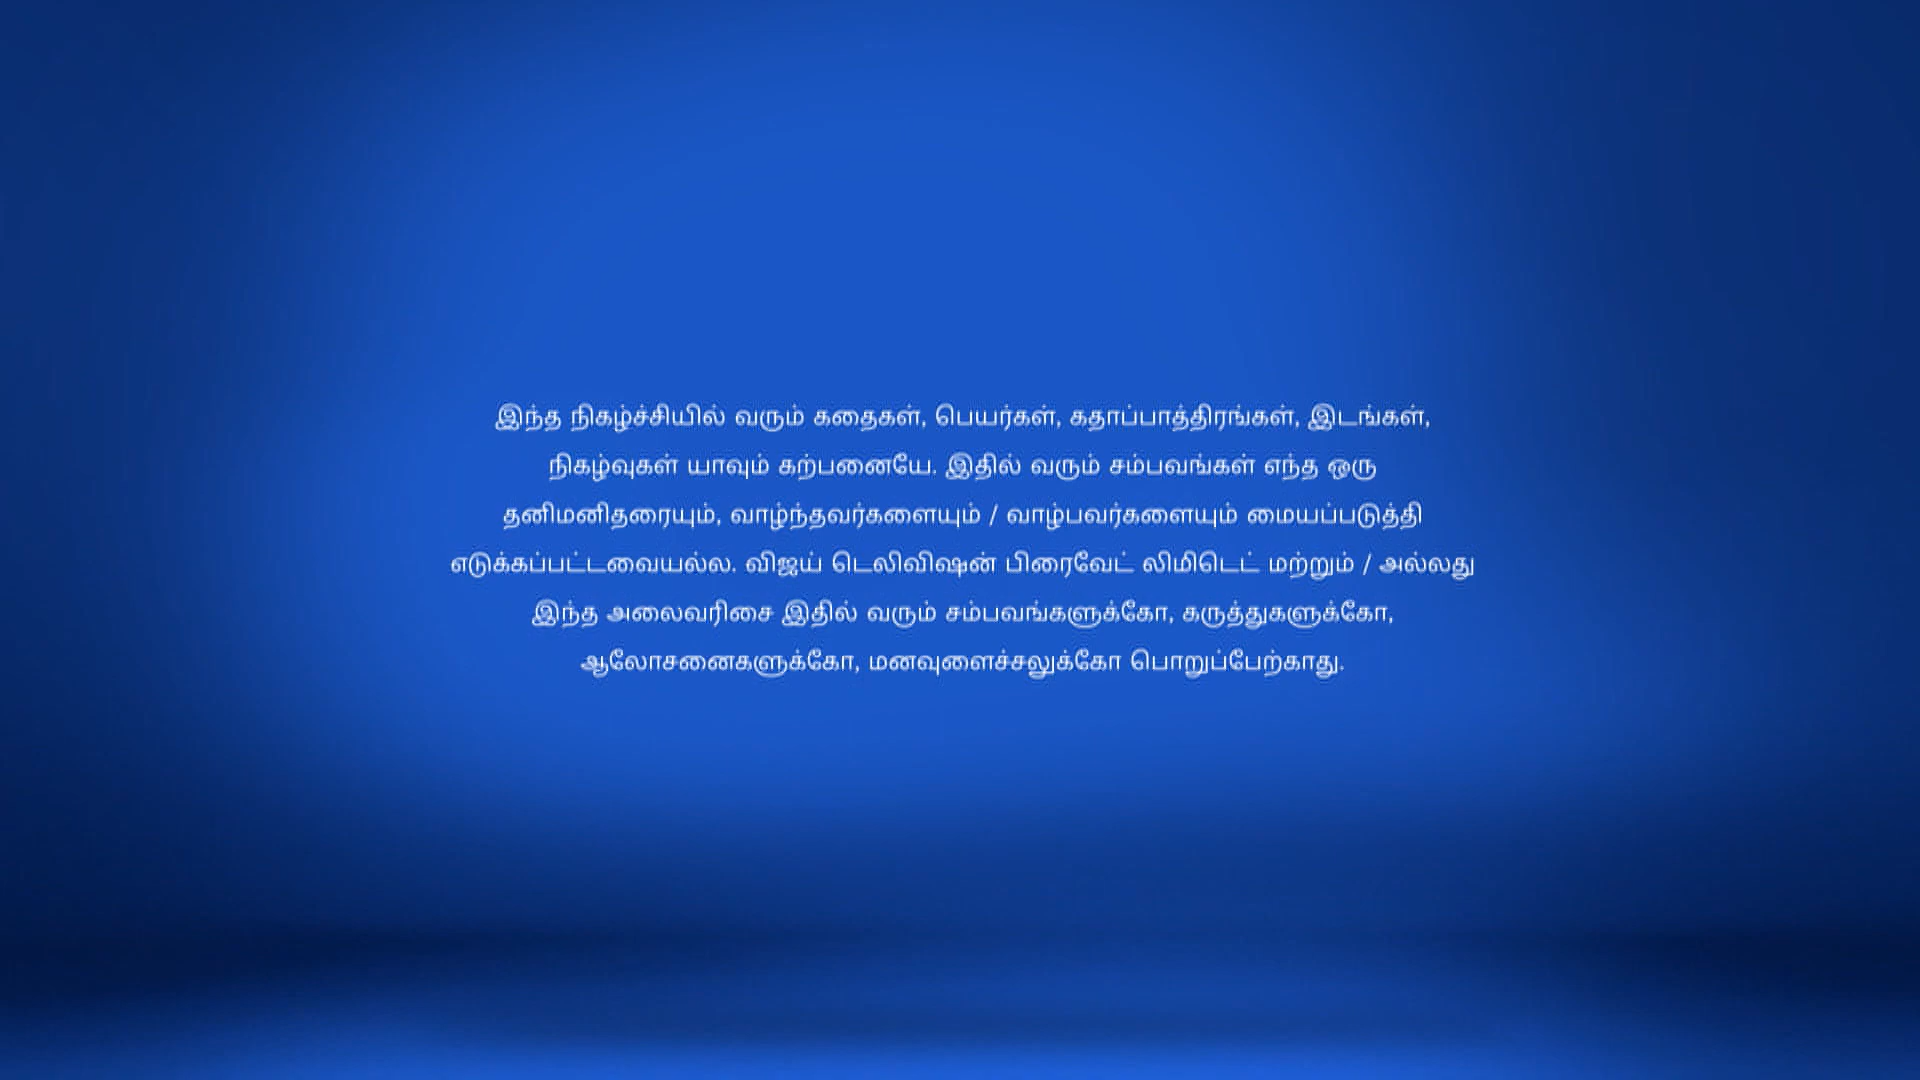 இந்த நிகழ்ச்சியில் வரும் கதைகள், பெயர்கள், கதாப்பாத்திரங்கள், இடங்கள்,
நிகழ்வுகள் யாவும் கற்பனையே. இதில் வரும் சம்பவங்கள் எந்த ஒரு
தனிமனிதரையும், வாழ்ந்தவர்களையும் / வாழ்பவர்களையும் மையப்படுத்தி
எடுக்கப்பட்டவையல்ல. விஜய் டெலிவிஷன் பிரைவேட் லிமிடெட் மற்றும் / அல்லது
இந்த அலைவரிசை இதில் வரும் சம்பவங்களுக்கோ, கருத்துகளுக்கோ,
ஆலோசனைகளுக்கோ, மனவுளைச்சலுக்கோ பொறுப்பேற்காது.